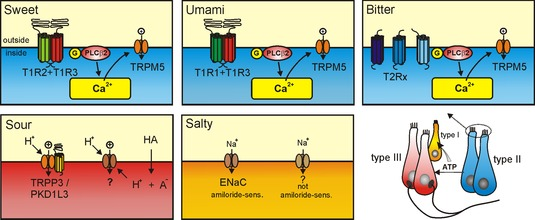 Sweet
outside
inside
G PLCβ2
T1R2+T1R3
TRPM5
Ca2+
Umami
G PLCβ2
T1R1+T1R3
TRPM5
Ca2+
Bitter
G PLCβ2
T2Rx
TRPM5
Ca2+
Sour
H+
HA
TRPP3 /
PKD1L3
?
H+ + A-
Salty
Na+
Na+
ENaC
amiloride-sens.
?
not
amiloride-sens.
type I
type III
ATP
type II